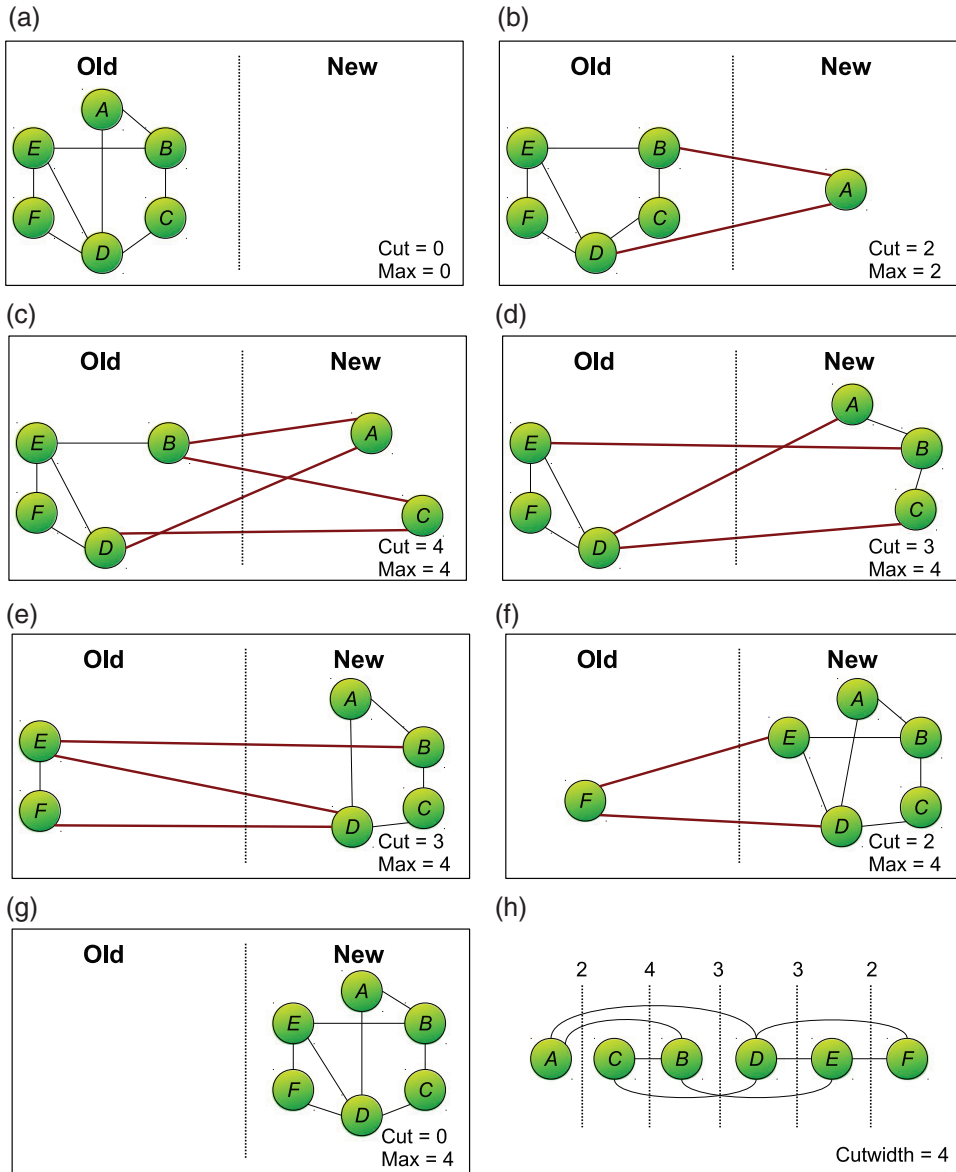 (a)
Old New
A
E B
F C
D
Cut = 0
Max = 0
(b)
Old New
E B
A
F C
D
Cut = 2
Max = 2
(c)
Old New
E B A
F C
D
Cut = 4
Max = 4
(d)
Old New
A
E B
F C
D
Cut = 3
Max = 4
(e)
Old New
A
E B
F C
D
Cut = 3
Max = 4
(f)
Old New
A
E B
F C
D
Cut = 2
Max = 4
(g)
Old New
A
E B
F C
D
Cut = 0
Max = 4
(h)
2 4 3 3 2
A C B D E F
Cutwidth = 4